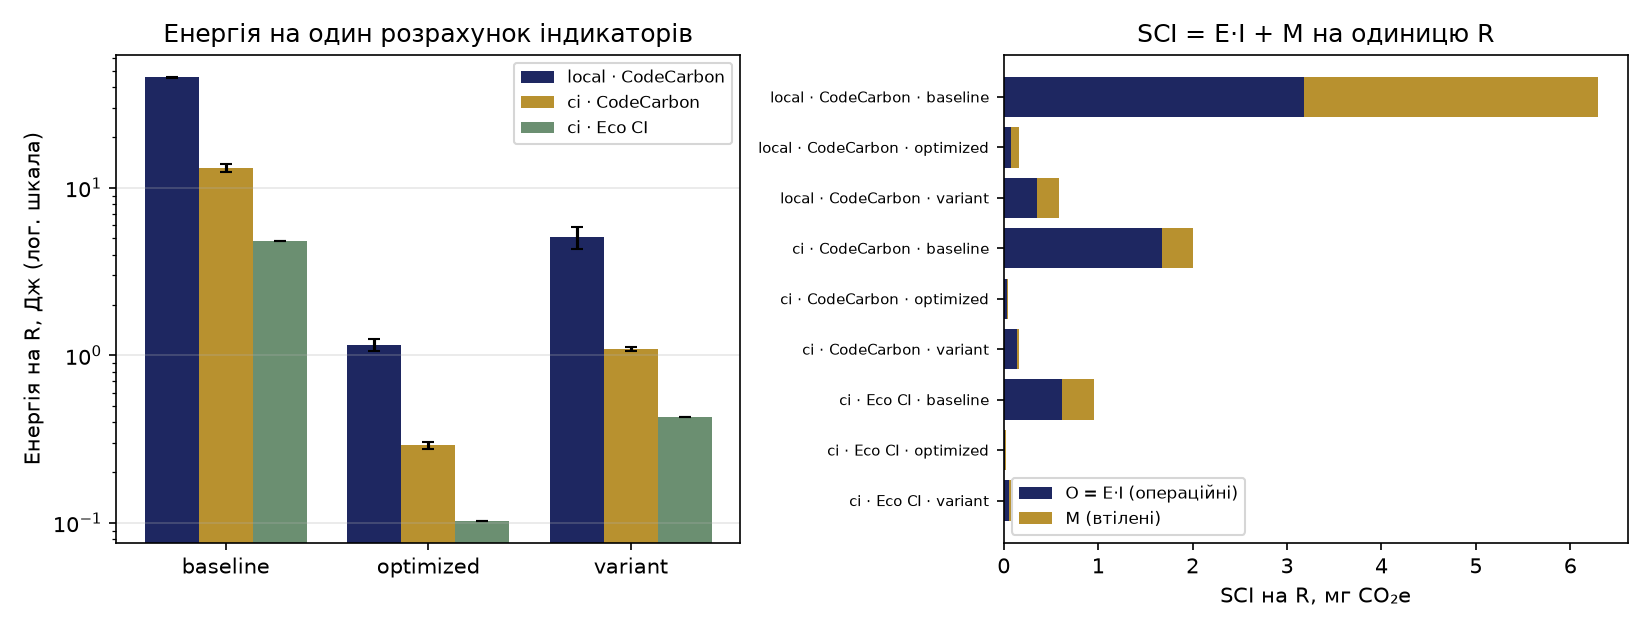 Енергія на один розрахунок індикаторів
Енергія на R, Дж (лог. шкала)
10¹
10⁰
10⁻¹
local · CodeCarbon
ci · CodeCarbon
ci · Eco CI
baseline
optimized
variant
SCI = E·I + M на одиницю R
local · CodeCarbon · baseline
local · CodeCarbon · optimized
local · CodeCarbon · variant
ci · CodeCarbon · baseline
ci · CodeCarbon · optimized
ci · CodeCarbon · variant
ci · Eco CI · baseline
ci · Eco CI · optimized
ci · Eco CI · variant
O = E·I (операційні)
M (втілені)
0 1 2 3 4 5 6
SCI на R, мг CO₂e